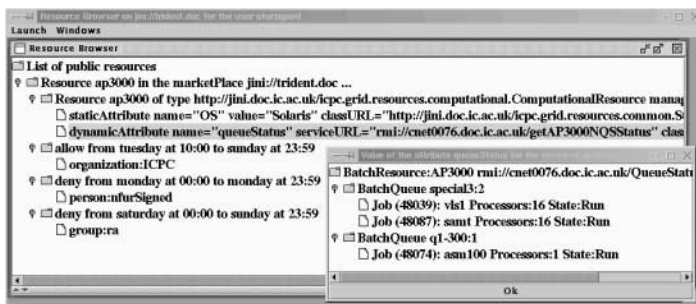 Resource Browser on jini://trident.doc for the user nfurSigned
Launch Windows
Resource Browser
List of public resources
Resource ap3000 in the marketPlace jini://trident.doc ...
Resource ap3000 of type http://jini.doc.ic.ac.uk/icpc.grid.resources.computational.ComputationalResource manag
staticAttribute name="OS" value="Solaris" classURL="http://jini.doc.ic.ac.uk/icpc.grid.resources.common.S
dynamicAttribute name="queueStatus" serviceURL="rmi://cnet0076.doc.ic.ac.uk/getAP3000NQSStatus" clas
allow from tuesday at 10:00 to sunday at 23:59
organization:ICPC
deny from monday at 00:00 to monday at 23:59
person:nfurSigned
deny from saturday at 00:00 to sunday at 23:59
group:ra
Value of the attribute queueStatus for the
BatchResource:AP3000 rmi://cnet0076.doc.ic.ac.uk/QueueStatu
BatchQueue special3:2
Job (48039): vls1 Processors:16 State:Run
Job (48087): samt Processors:16 State:Run
BatchQueue q1-300:1
Job (48074): asm100 Processors:1 State:Run
Ok